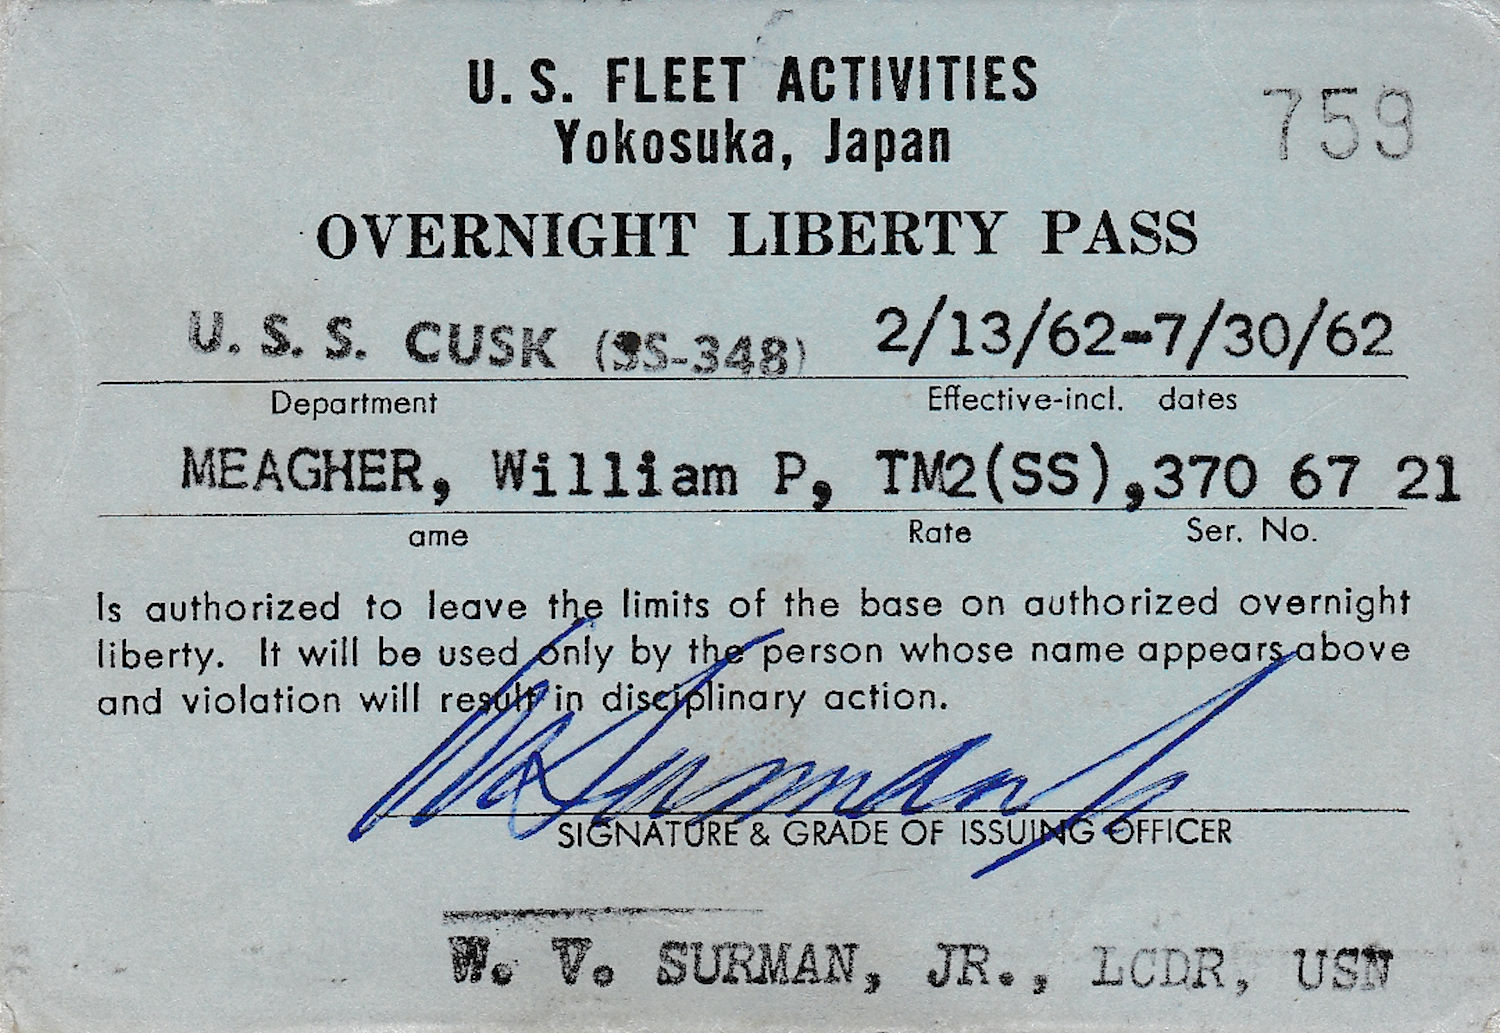 U. S. FLEET ACTIVITIES
Yokosuka, Japan
759
OVERNIGHT LIBERTY PASS
U. S. S. CUSK (SS-348) 2/13/62-7/30/62
Department Effective-incl. dates
MEAGHER, William P, TM2(SS),370 67 21
ame Rate Ser. No.
Is authorized to leave the limits of the base on authorized overnight
liberty. It will be used only by the person whose name appears above
and violation will result in disciplinary action.
SIGNATURE & GRADE OF ISSUING OFFICER
W. V. SURMAN, JR., LCDR, USN